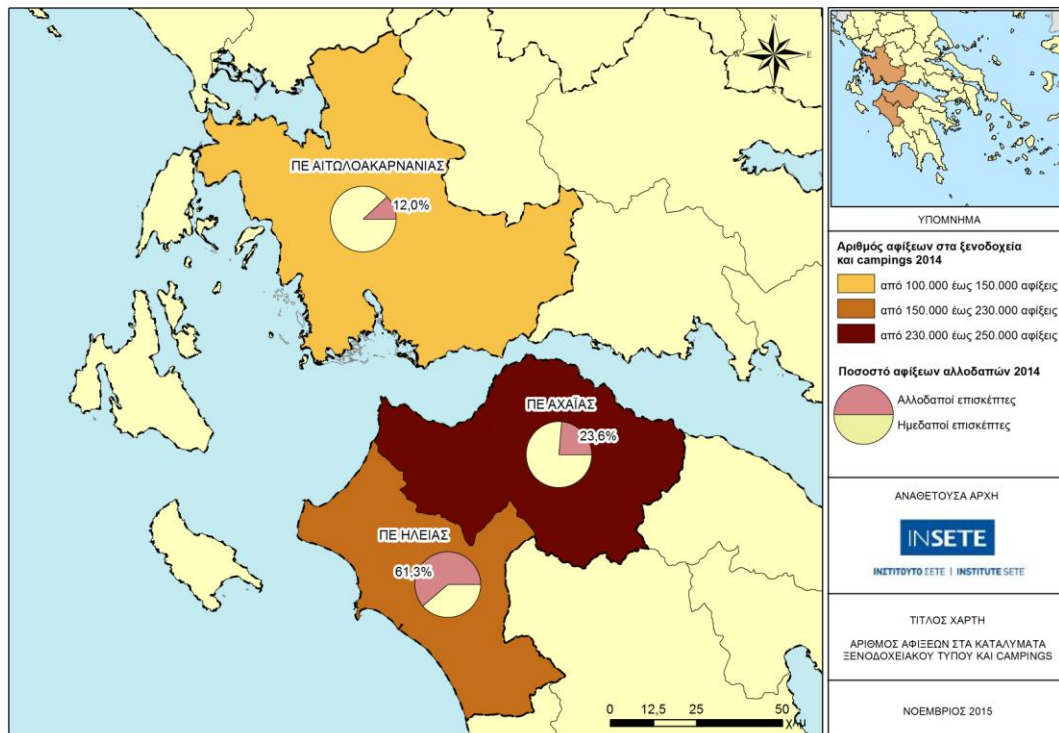 ΠΕ ΑΙΤΩΛΟΑΚΑΡΝΑΝΙΑΣ
12,0%
ΠΕ ΑΧΑΪΑΣ
23,6%
ΠΕ ΗΛΕΙΑΣ
61,3%
N
W
E
S
0 12,5 25 50
Χ/μ
ΥΠΟΜΝΗΜΑ
Αριθμός αφίξεων στα ξενοδοχεία
και campings 2014
από 100.000 έως 150.000 αφίξεις
από 150.000 έως 230.000 αφίξεις
από 230.000 έως 250.000 αφίξεις
Ποσοστό αφίξεων αλλοδαπών 2014
Αλλοδαποί επισκέπτες
Ημεδαποί επισκέπτες
ΑΝΑΘΕΤΟΥΣΑ ΑΡΧΗ
INSETE
ΙΝΣΤΙΤΟΥΤΟ ΣΕΤΕ | INSTITUTE SETE
ΤΙΤΛΟΣ ΧΑΡΤΗ
ΑΡΙΘΜΟΣ ΑΦΙΞΕΩΝ ΣΤΑ ΚΑΤΑΛΥΜΑΤΑ
ΞΕΝΟΔΟΧΕΙΑΚΟΥ ΤΥΠΟΥ ΚΑΙ CAMPINGS
ΝΟΕΜΒΡΙΟΣ 2015